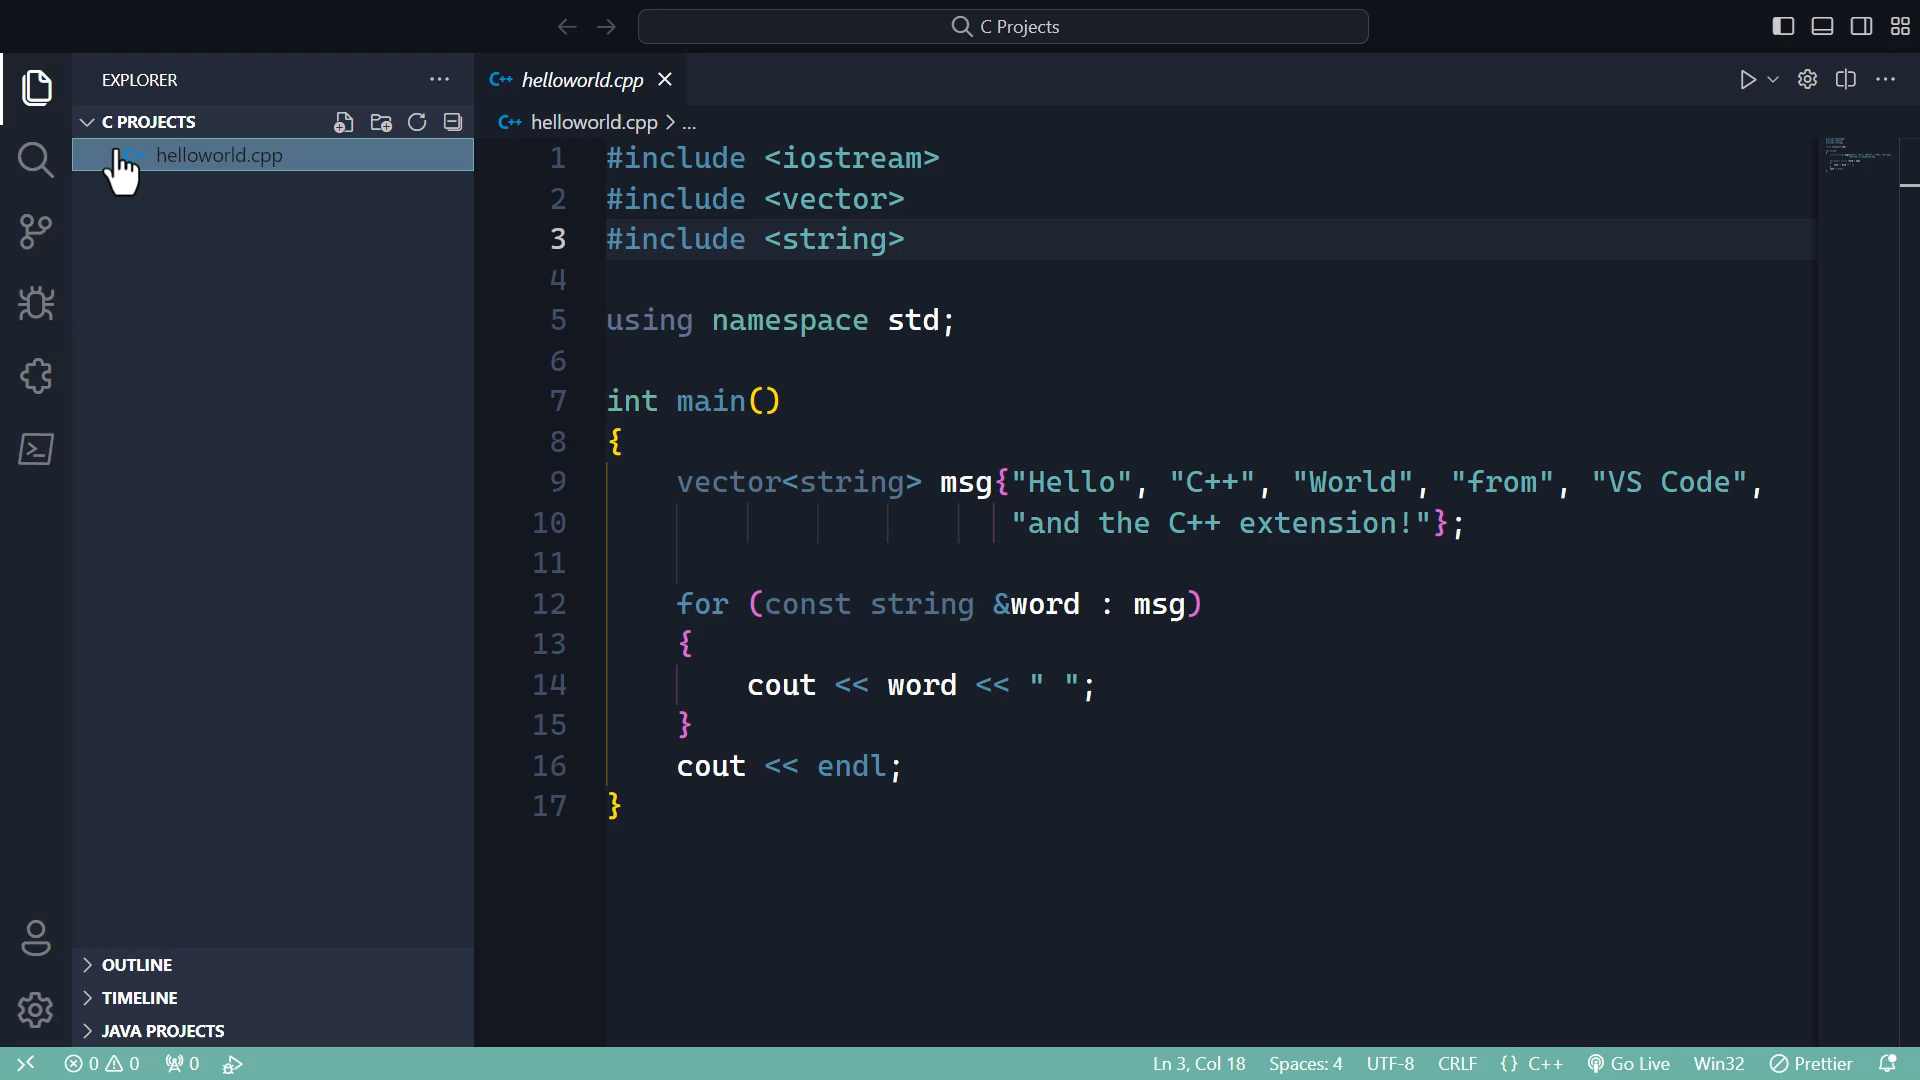 C Projects
EXPLORER
C PROJECTS
helloworld.cpp
OUTLINE
TIMELINE
JAVA PROJECTS
C++ helloworld.cpp
C++ helloworld.cpp > ...
1 #include <iostream>
2 #include <vector>
3 #include <string>
4
5 using namespace std;
6
7 int main()
8 {
9 vector<string> msg{"Hello", "C++", "World", "from", "VS Code",
10 "and the C++ extension!"};
11
12 for (const string &word : msg)
13 {
14 cout << word << " ";
15 }
16 cout << endl;
17 }
0 0 0 Ln 3, Col 18 Spaces: 4 UTF-8 CRLF {} C++ Go Live Win32 Prettier